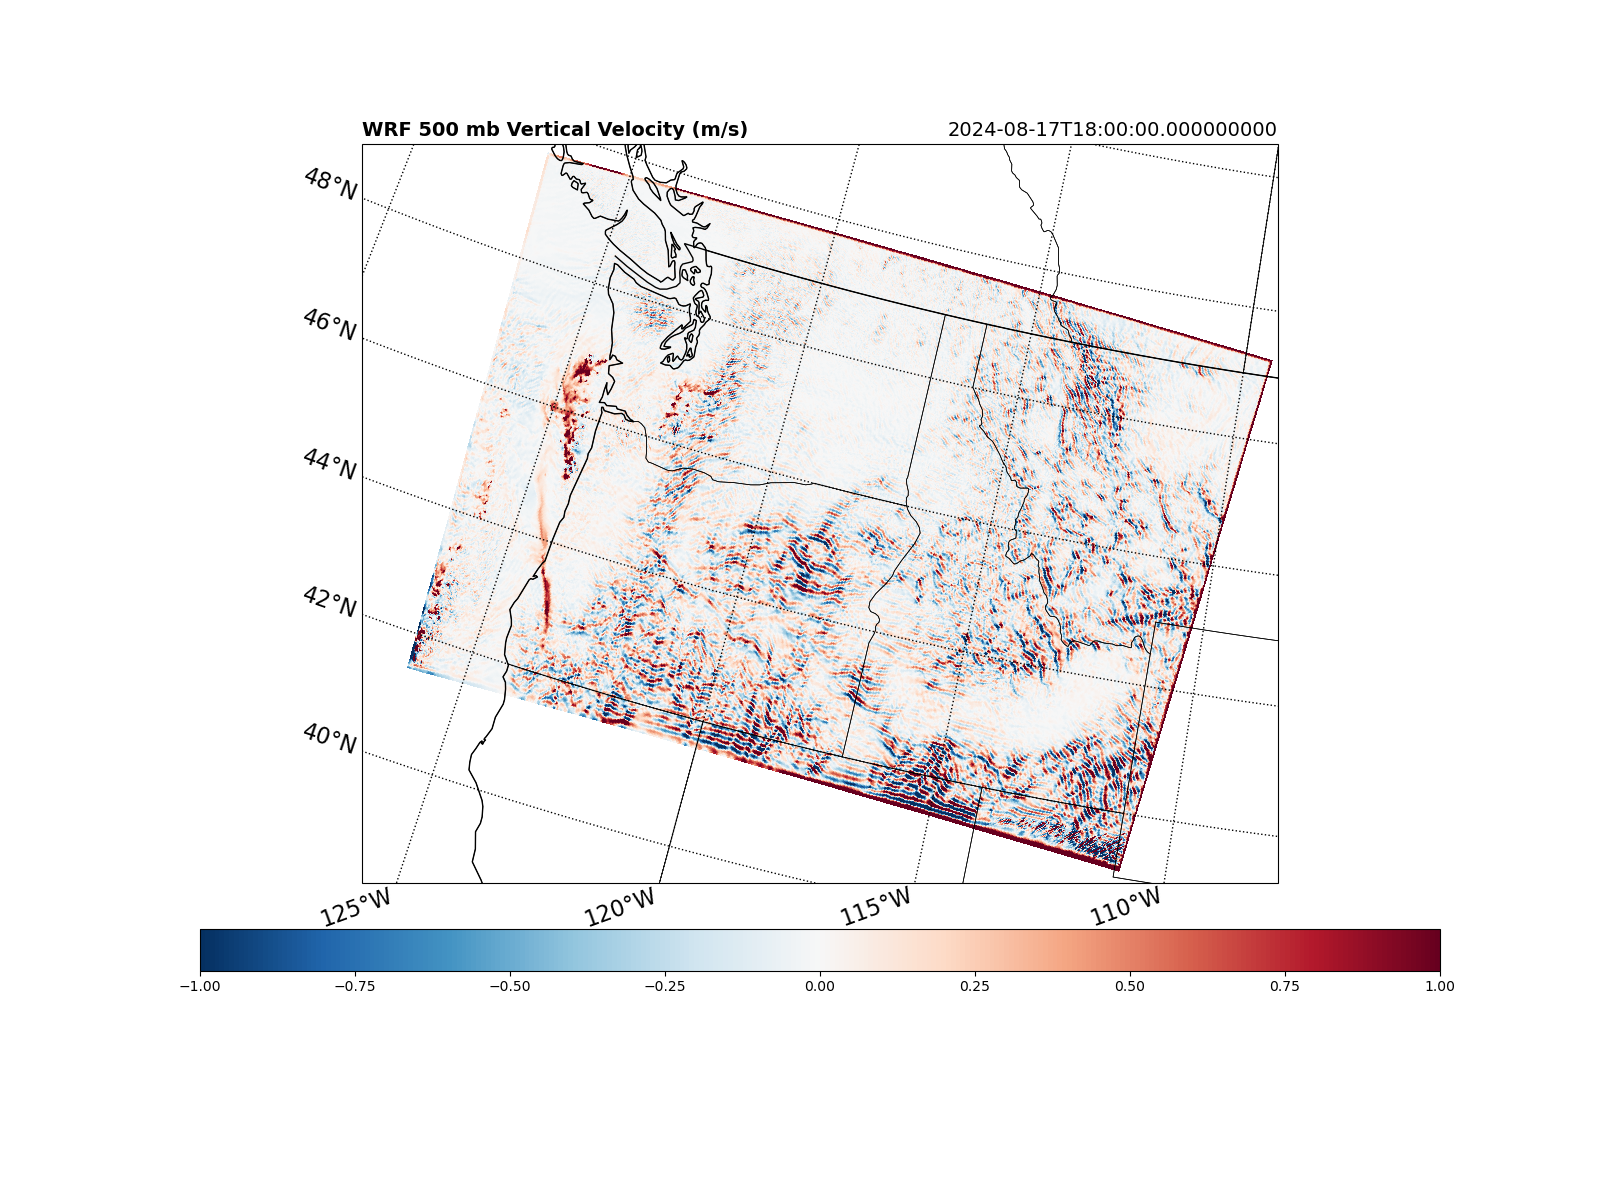 WRF 500 mb Vertical Velocity (m/s) 2024-08-17T18:00:00.000000000
48°N
46°N
44°N
42°N
40°N
125°W 120°W 115°W 110°W
−1.00 −0.75 −0.50 −0.25 0.00 0.25 0.50 0.75 1.00